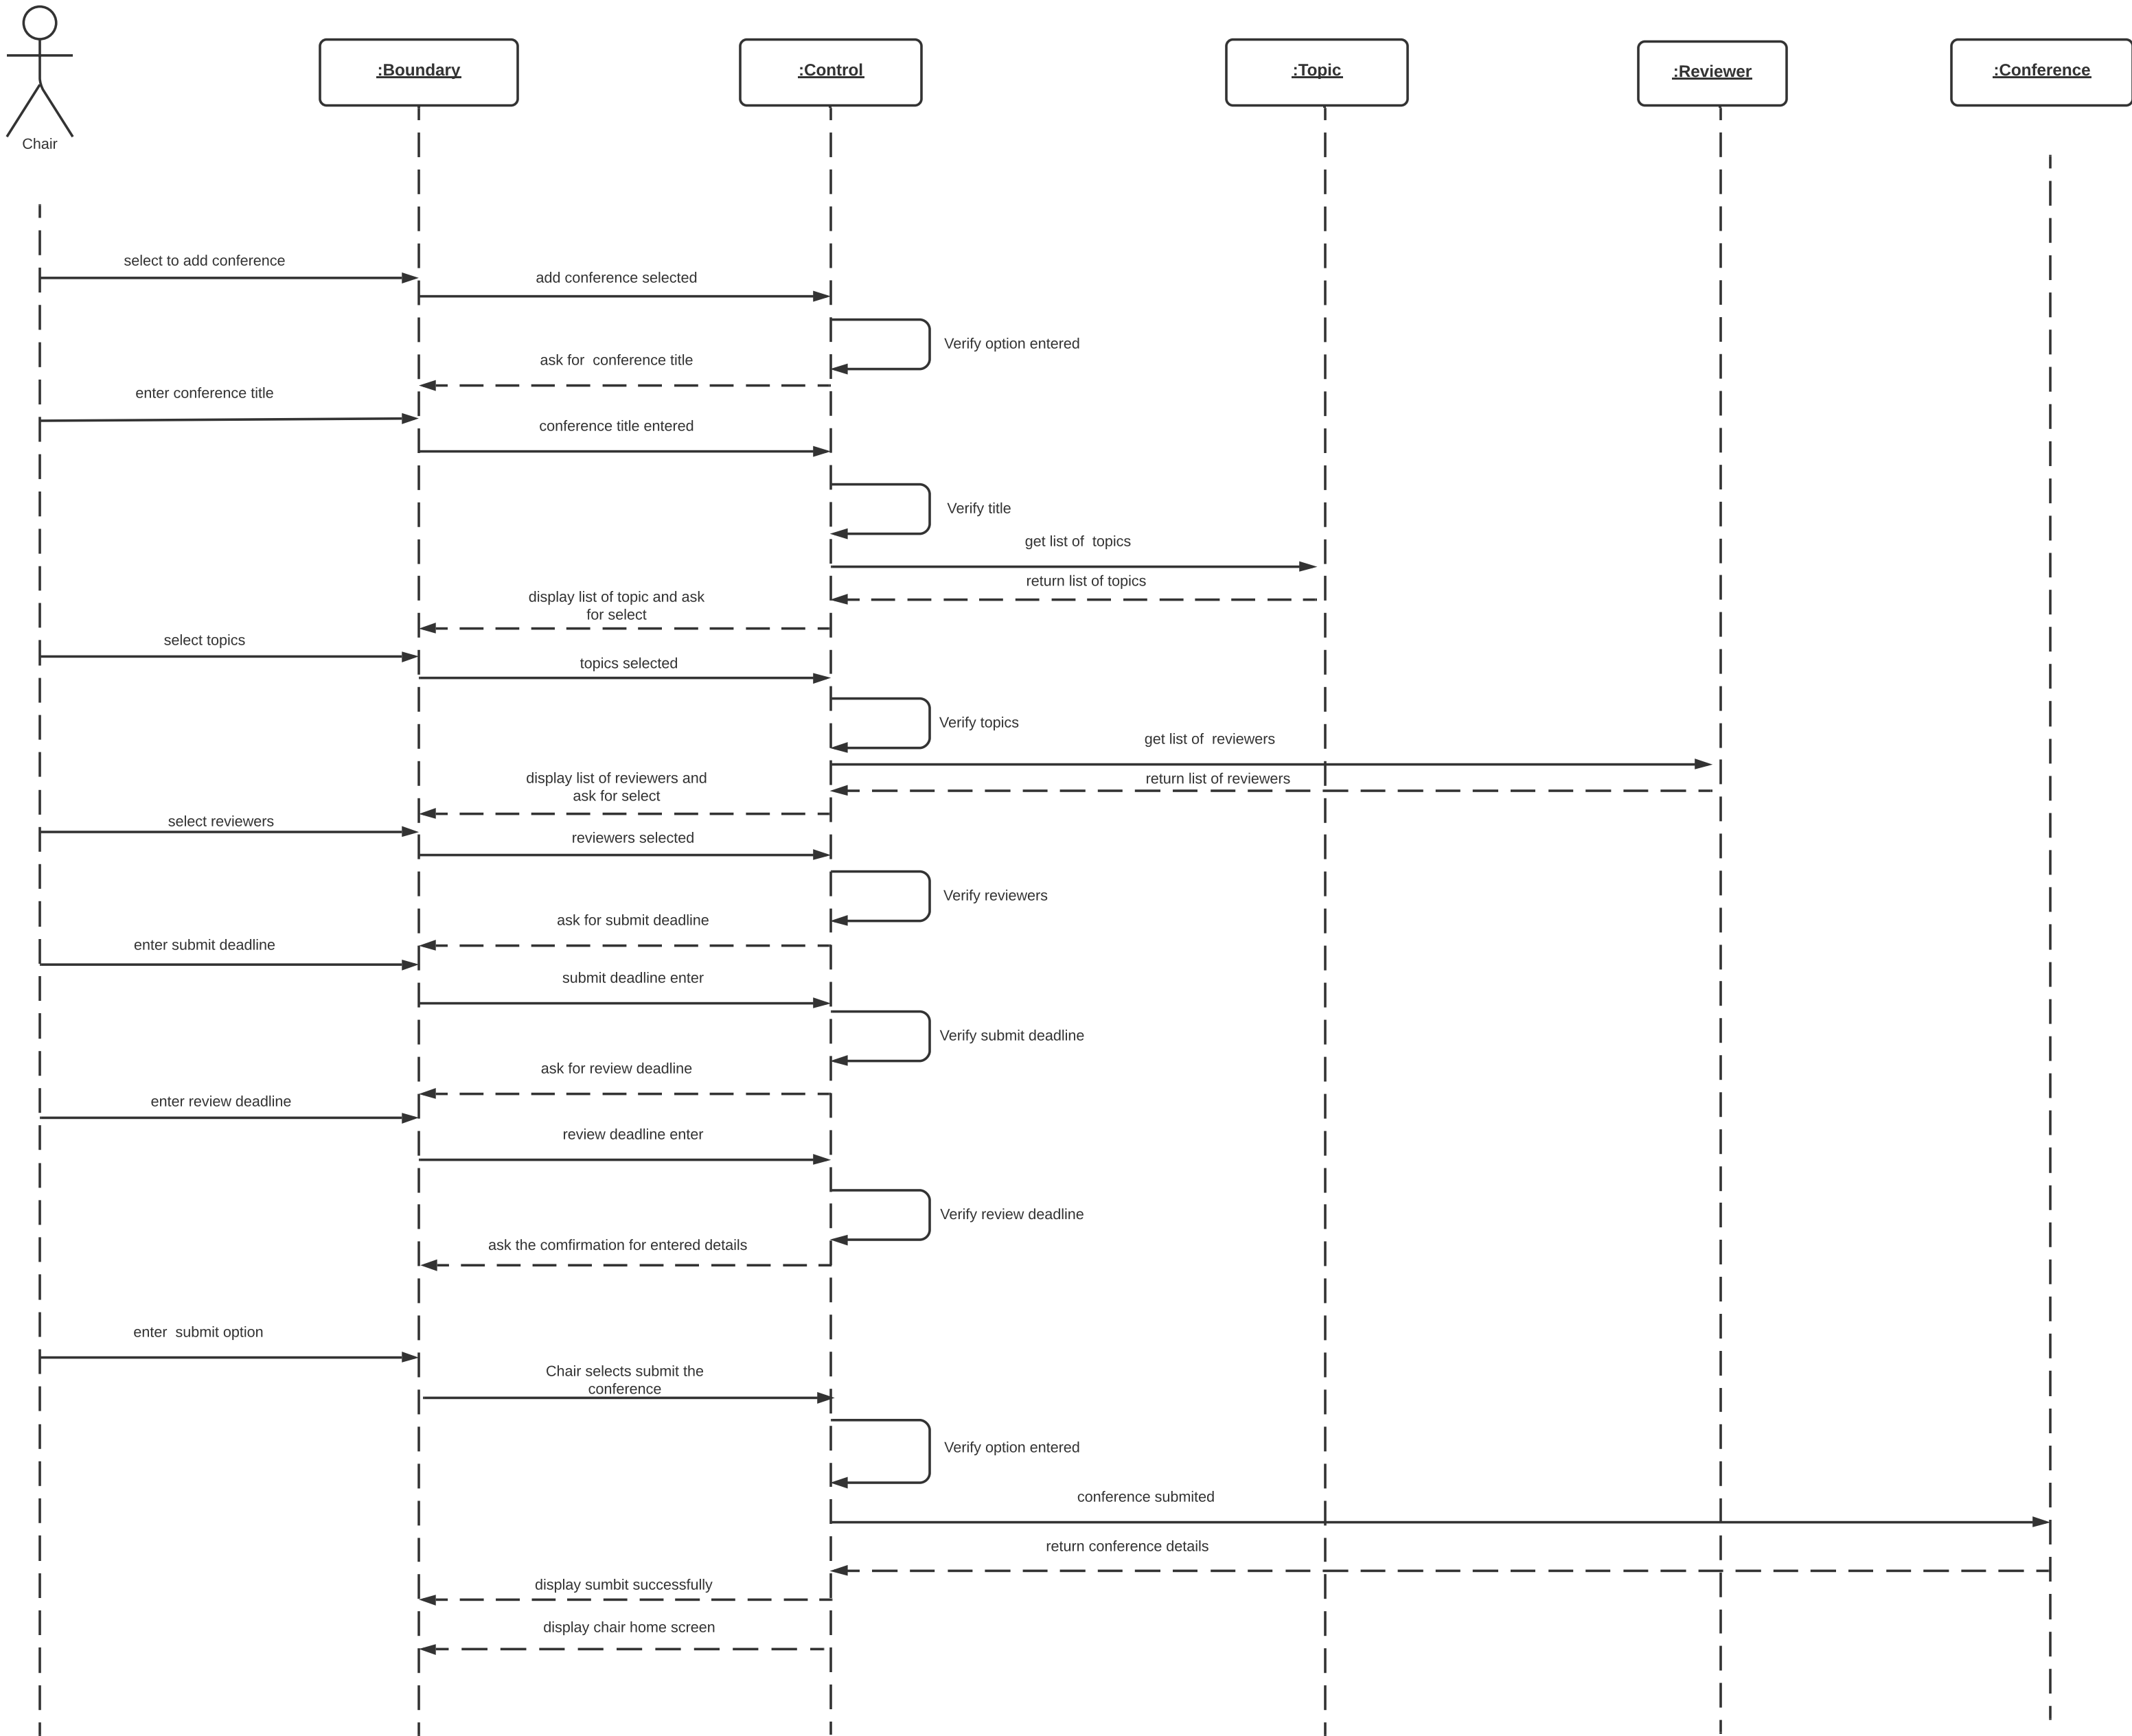 :Boundary
:Control
:Topic
:Reviewer
:Conference
Chair
select to add conference
add conference selected
Verify option entered
ask for  conference title
enter conference title
conference title entered
Verify title
get list of  topics
return list of topics
display list of topic and ask
for select
select topics
topics selected
Verify topics
get list of  reviewers
return list of reviewers
display list of reviewers and
ask for select
select reviewers
reviewers selected
Verify reviewers
ask for submit deadline
enter submit deadline
submit deadline enter
Verify submit deadline
ask for review deadline
enter review deadline
review deadline enter
Verify review deadline
ask the comfirmation for entered details
enter  submit option
Chair selects submit the
conference
Verify option entered
conference submited
return conference details
display sumbit successfully
display chair home screen